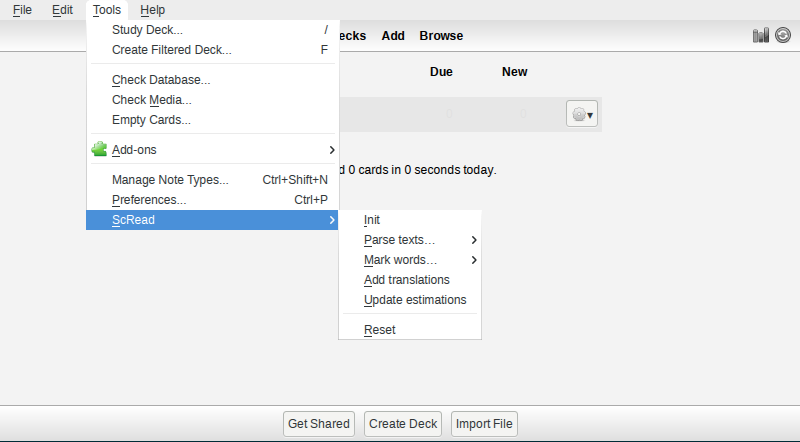 File Edit Tools Help
Study Deck... /
Create Filtered Deck... F
Check Database...
Check Media...
Empty Cards...
Add-ons
Manage Note Types... Ctrl+Shift+N
Preferences... Ctrl+P
ScRead
ecks Add Browse
Due New
0 0
d 0 cards in 0 seconds today.
Init
Parse texts...
Mark words...
Add translations
Update estimations
Reset
Get Shared Create Deck Import File